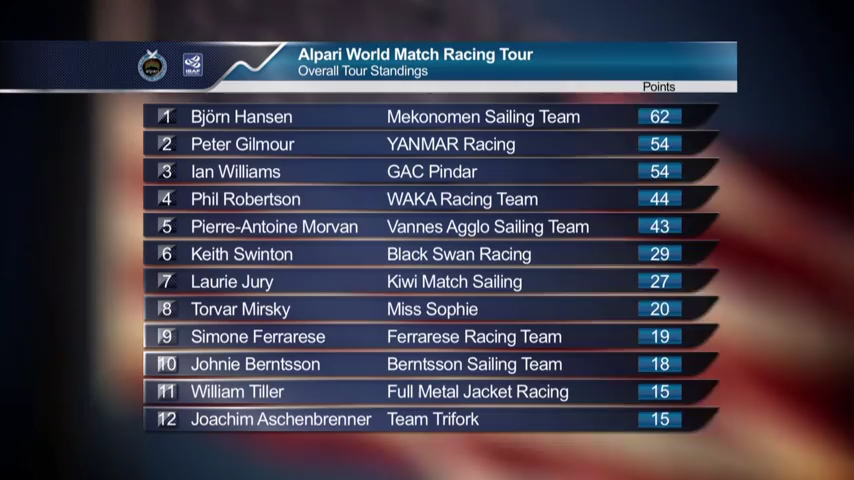 Alpari World Match Racing Tour
Overall Tour Standings
Points
alpari
ISAF
1 Björn Hansen Mekonomen Sailing Team 62
2 Peter Gilmour YANMAR Racing 54
3 Ian Williams GAC Pindar 54
4 Phil Robertson WAKA Racing Team 44
5 Pierre-Antoine Morvan Vannes Agglo Sailing Team 43
6 Keith Swinton Black Swan Racing 29
7 Laurie Jury Kiwi Match Sailing 27
8 Torvar Mirsky Miss Sophie 20
9 Simone Ferrarese Ferrarese Racing Team 19
10 Johnie Berntsson Berntsson Sailing Team 18
11 William Tiller Full Metal Jacket Racing 15
12 Joachim Aschenbrenner Team Trifork 15